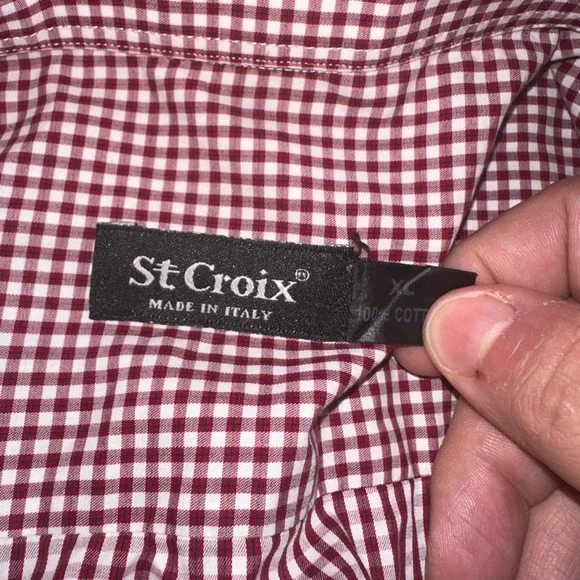 St Croix®
MADE IN ITALY
XL
100% COTT